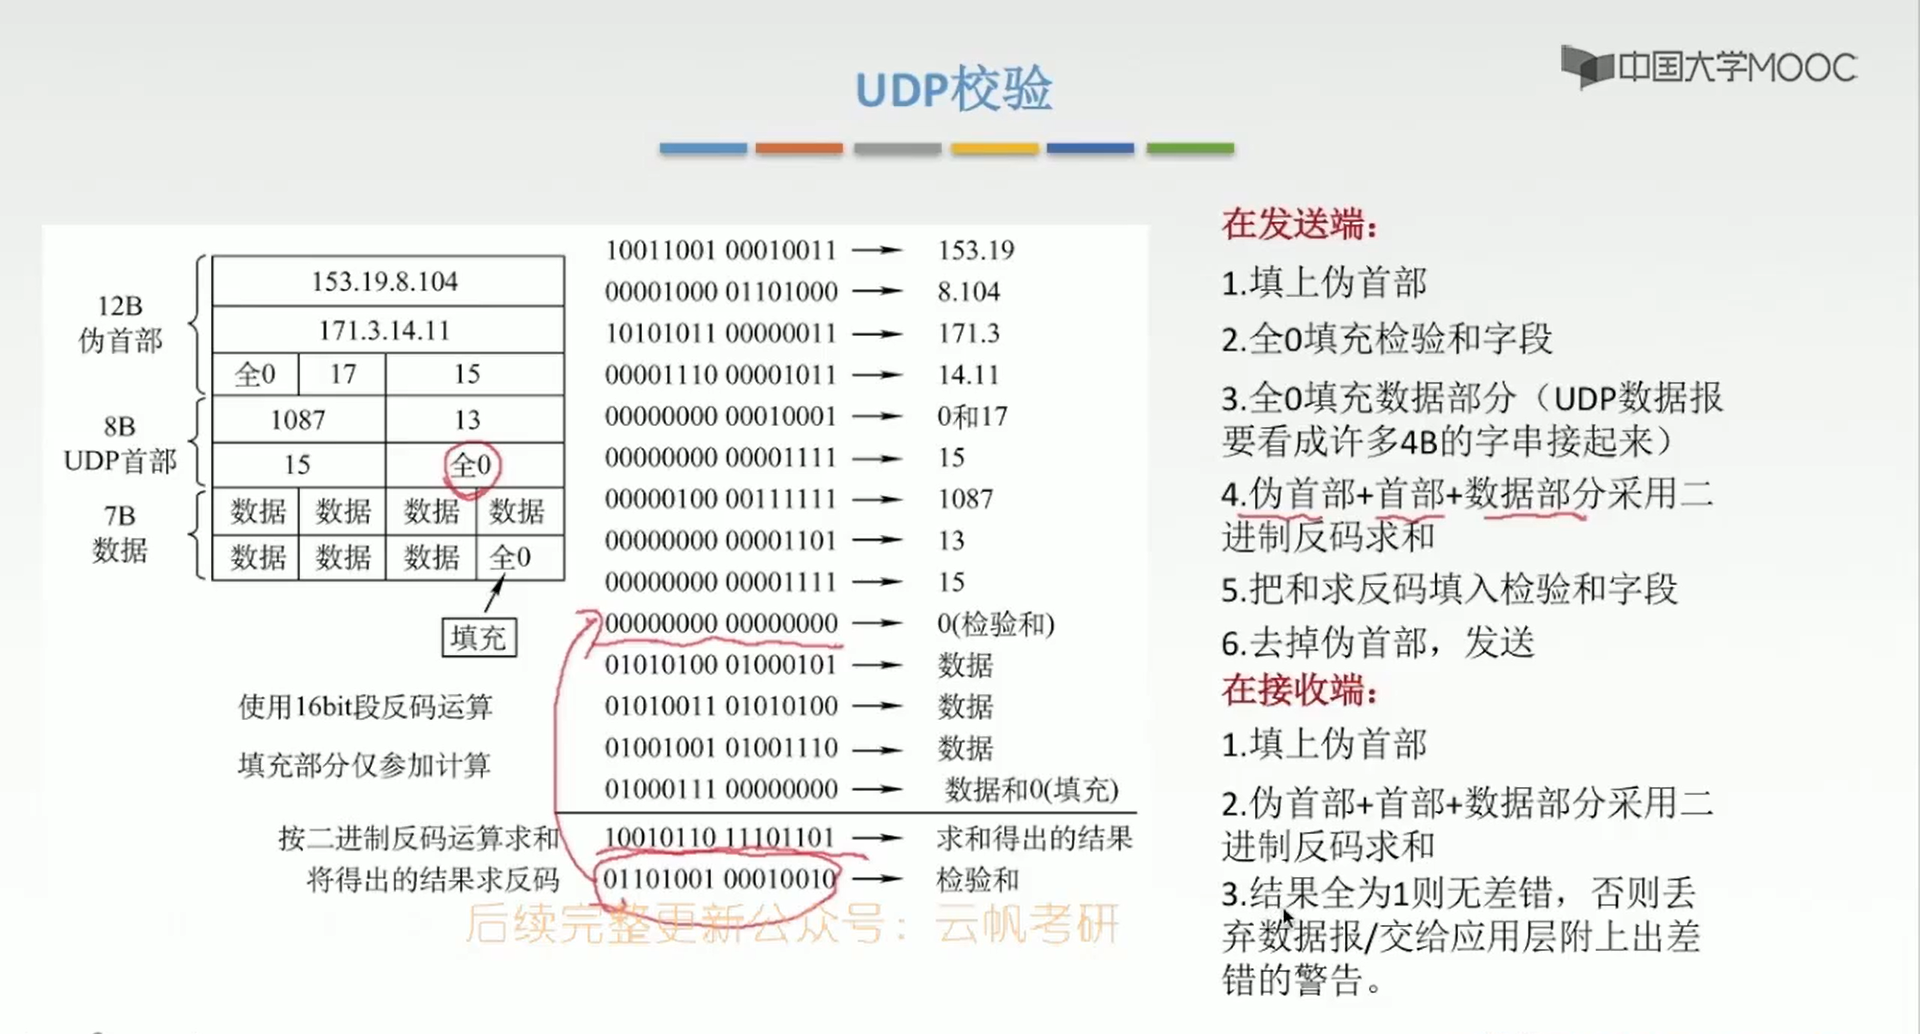 中国大学MOOC
UDP校验
12B
伪首部
153.19.8.104
171.3.14.11
全0 17 15
8B
UDP首部
1087 13
15 全0
7B
数据
数据 数据 数据 数据
数据 数据 数据 全0
填充
使用16bit段反码运算
填充部分仅参加计算
10011001 00010011 → 153.19
00001000 01101000 → 8.104
10101011 00000011 → 171.3
00001110 00001011 → 14.11
00000000 00010001 → 0和17
00000000 00001111 → 15
00000100 00111111 → 1087
00000000 00001101 → 13
00000000 00001111 → 15
00000000 00000000 → 0(检验和)
01010100 01000101 → 数据
01010011 01010100 → 数据
01001001 01001110 → 数据
01000111 00000000 → 数据和0(填充)
按二进制反码运算求和 10010110 11101101 → 求和得出的结果
将得出的结果求反码 01101001 00010010 → 检验和
后续完整更新公众号：云帆考研
在发送端：
1.填上伪首部
2.全0填充检验和字段
3.全0填充数据部分（UDP数据报
要看成许多4B的字串接起来）
4.伪首部+首部+数据部分采用二
进制反码求和
5.把和求反码填入检验和字段
6.去掉伪首部，发送
在接收端：
1.填上伪首部
2.伪首部+首部+数据部分采用二
进制反码求和
3.结果全为1则无差错，否则丢
弃数据报/交给应用层附上出差
错的警告。